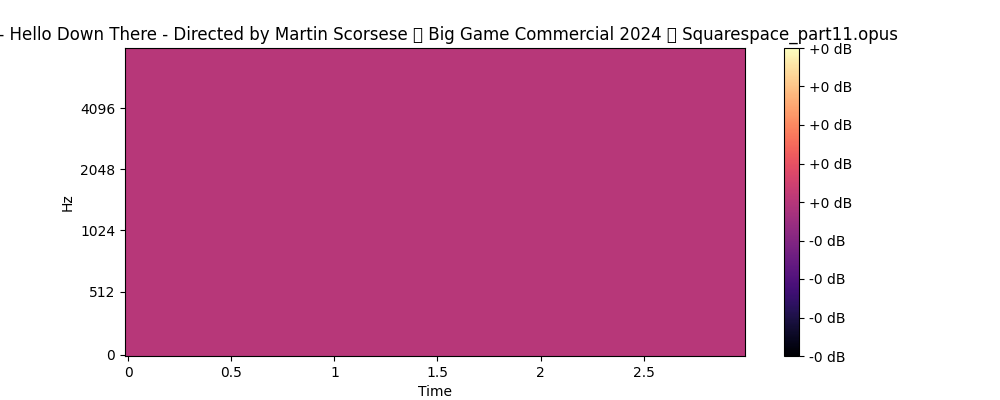 - Hello Down There - Directed by Martin Scorsese ▯ Big Game Commercial 2024 ▯ Squarespace_part11.opus
+0 dB
4096
+0 dB
+0 dB
2048
+0 dB
Hz
+0 dB
1024
-0 dB
512
-0 dB
-0 dB
0
-0 dB
0 0.5 1 1.5 2 2.5
Time